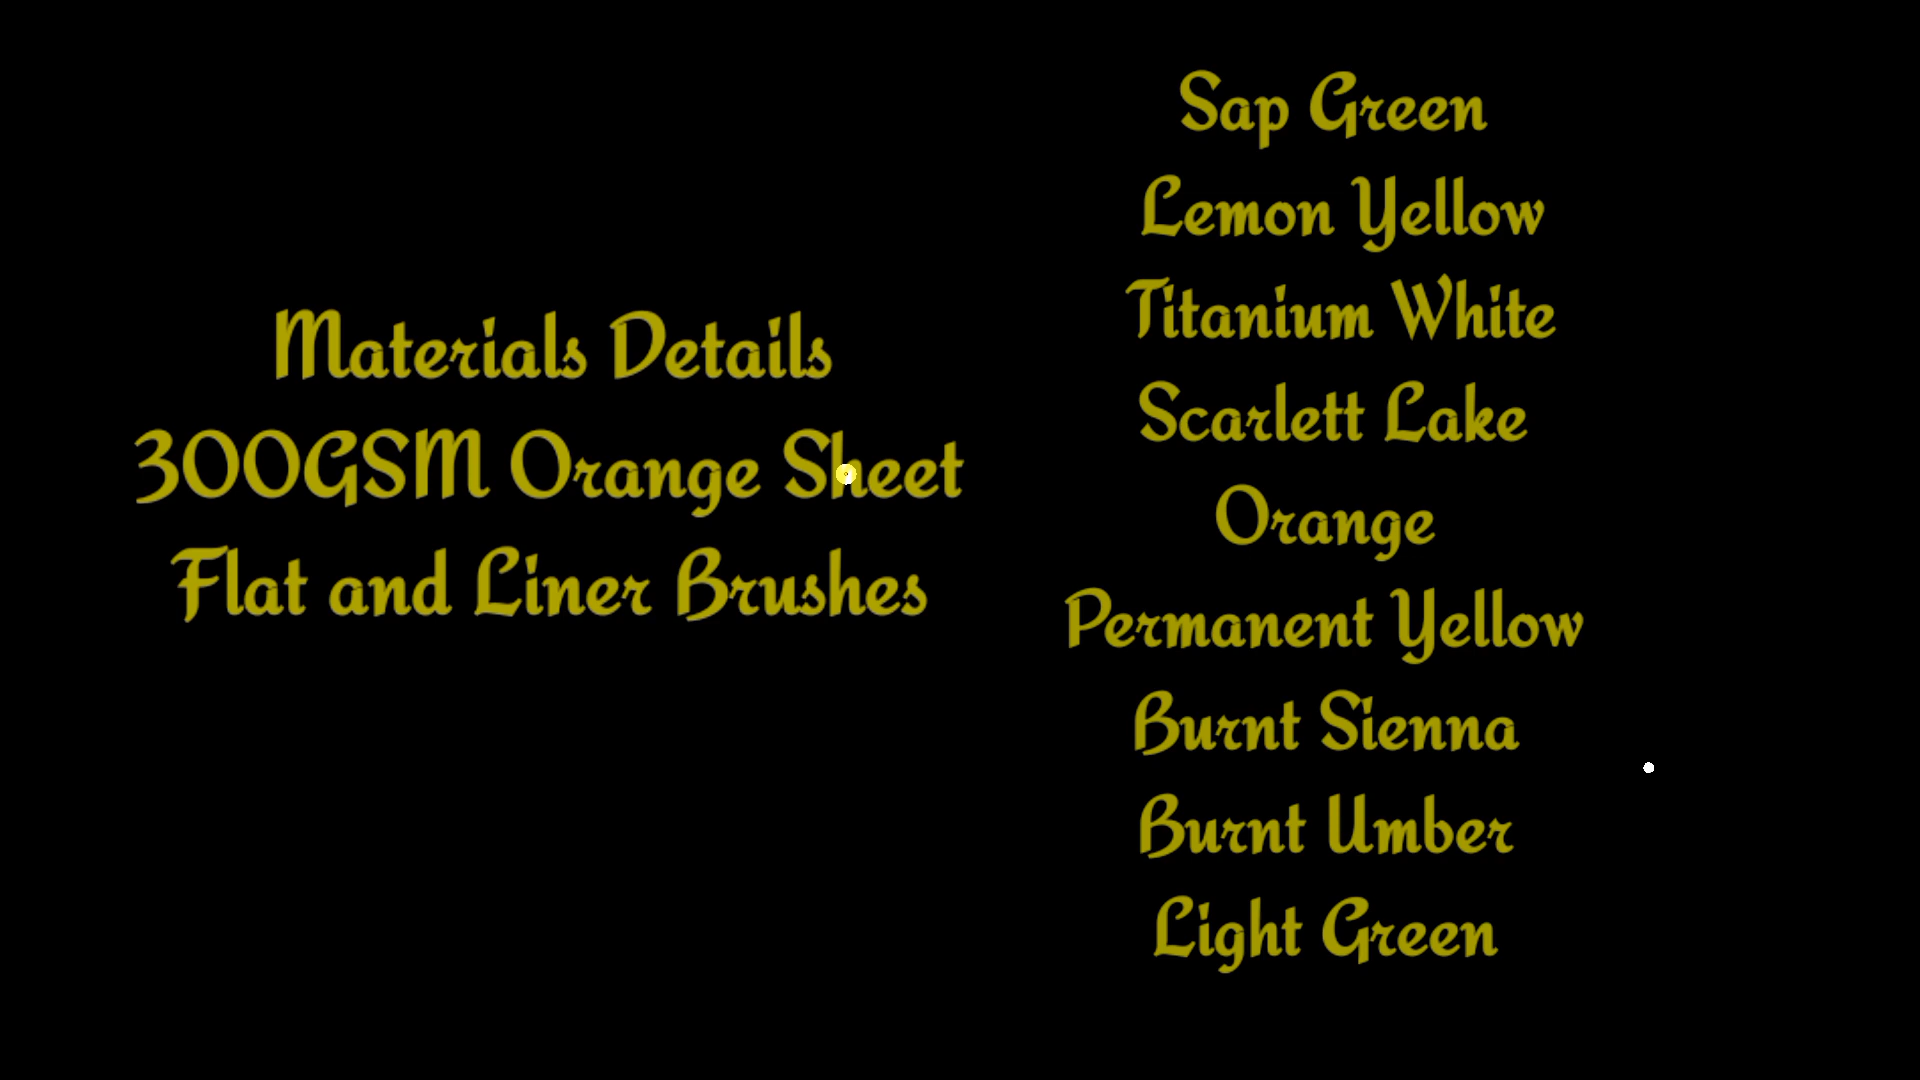 Materials Details
300GSM Orange Sheet
Flat and Liner Brushes
Sap Green
Lemon Yellow
Titanium White
Scarlett Lake
Orange
Permanent Yellow
Burnt Sienna
Burnt Umber
Light Green